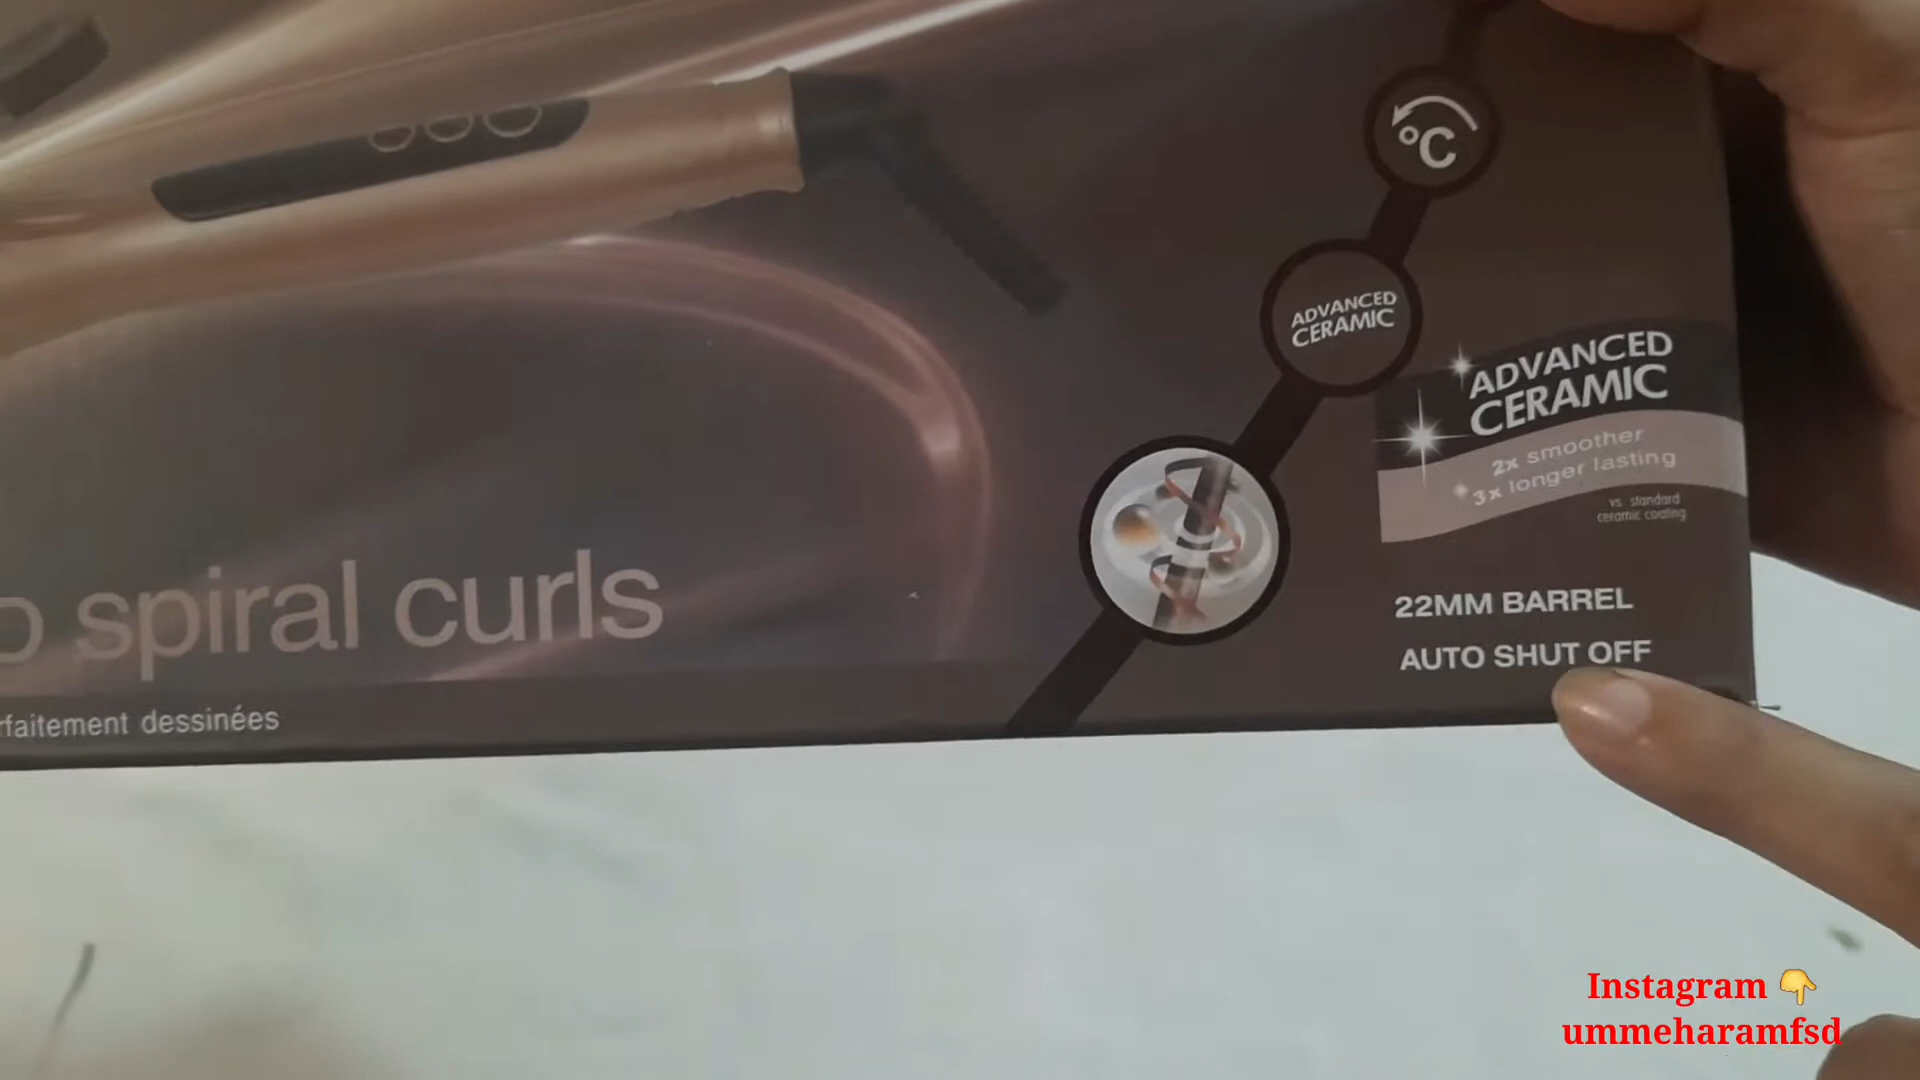 °C
ADVANCED
CERAMIC
ADVANCED
CERAMIC
2x smoother
3x longer lasting
vs. standard
ceramic coating
spiral curls
22MM BARREL
AUTO SHUT OFF
dessinées
Instagram 👇
ummeharamfsd